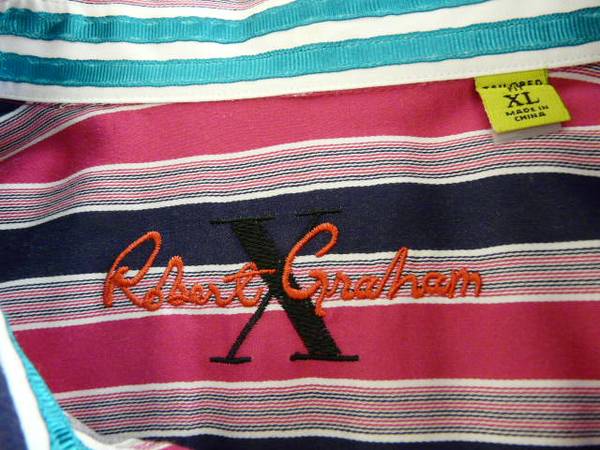 TAILORED
XL
MADE IN
CHINA
Robert X Graham